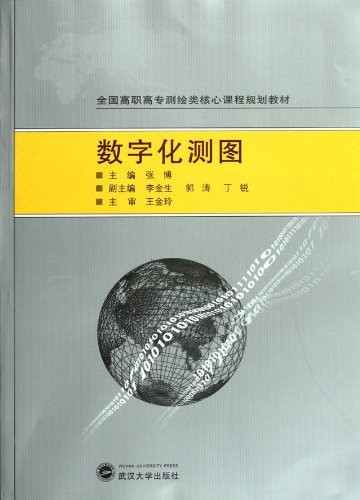 全国高职高专测绘类核心课程规划教材
数字化测图
■ 主 编 张 博
■ 副主编 李金生 郭 涛 丁 锐
■ 主 审 王金玲
WUHAN UNIVERSITY PRESS
武汉大学出版社